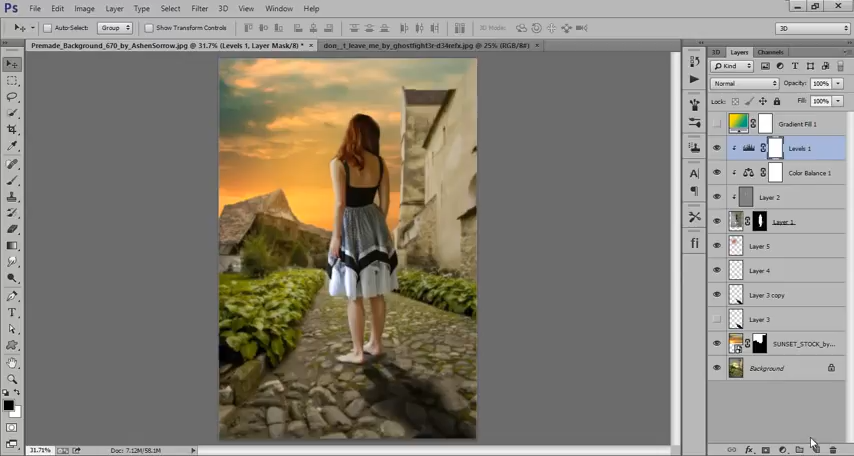 Ps File Edit Image Layer Type Select Filter 3D View Window Help
Auto-Select: Group Show Transform Controls 3D Mode: 3D
Premade_Background_670_by_AshenSorrow.jpg @ 31.7% (Levels 1, Layer Mask/8) * × don__t_leave_me_by_ghostfight3r-d34refx.jpg @ 25% (RGB/8#) ×
3D Layers Channels
Kind
Normal Opacity: 100%
Lock: Fill: 100%
Gradient Fill 1
Levels 1
Color Balance 1
Layer 2
Layer 1
Layer 5
Layer 4
Layer 3 copy
Layer 3
SUNSET_STOCK_by...
Background
31.71% Doc: 7.12M/58.1M